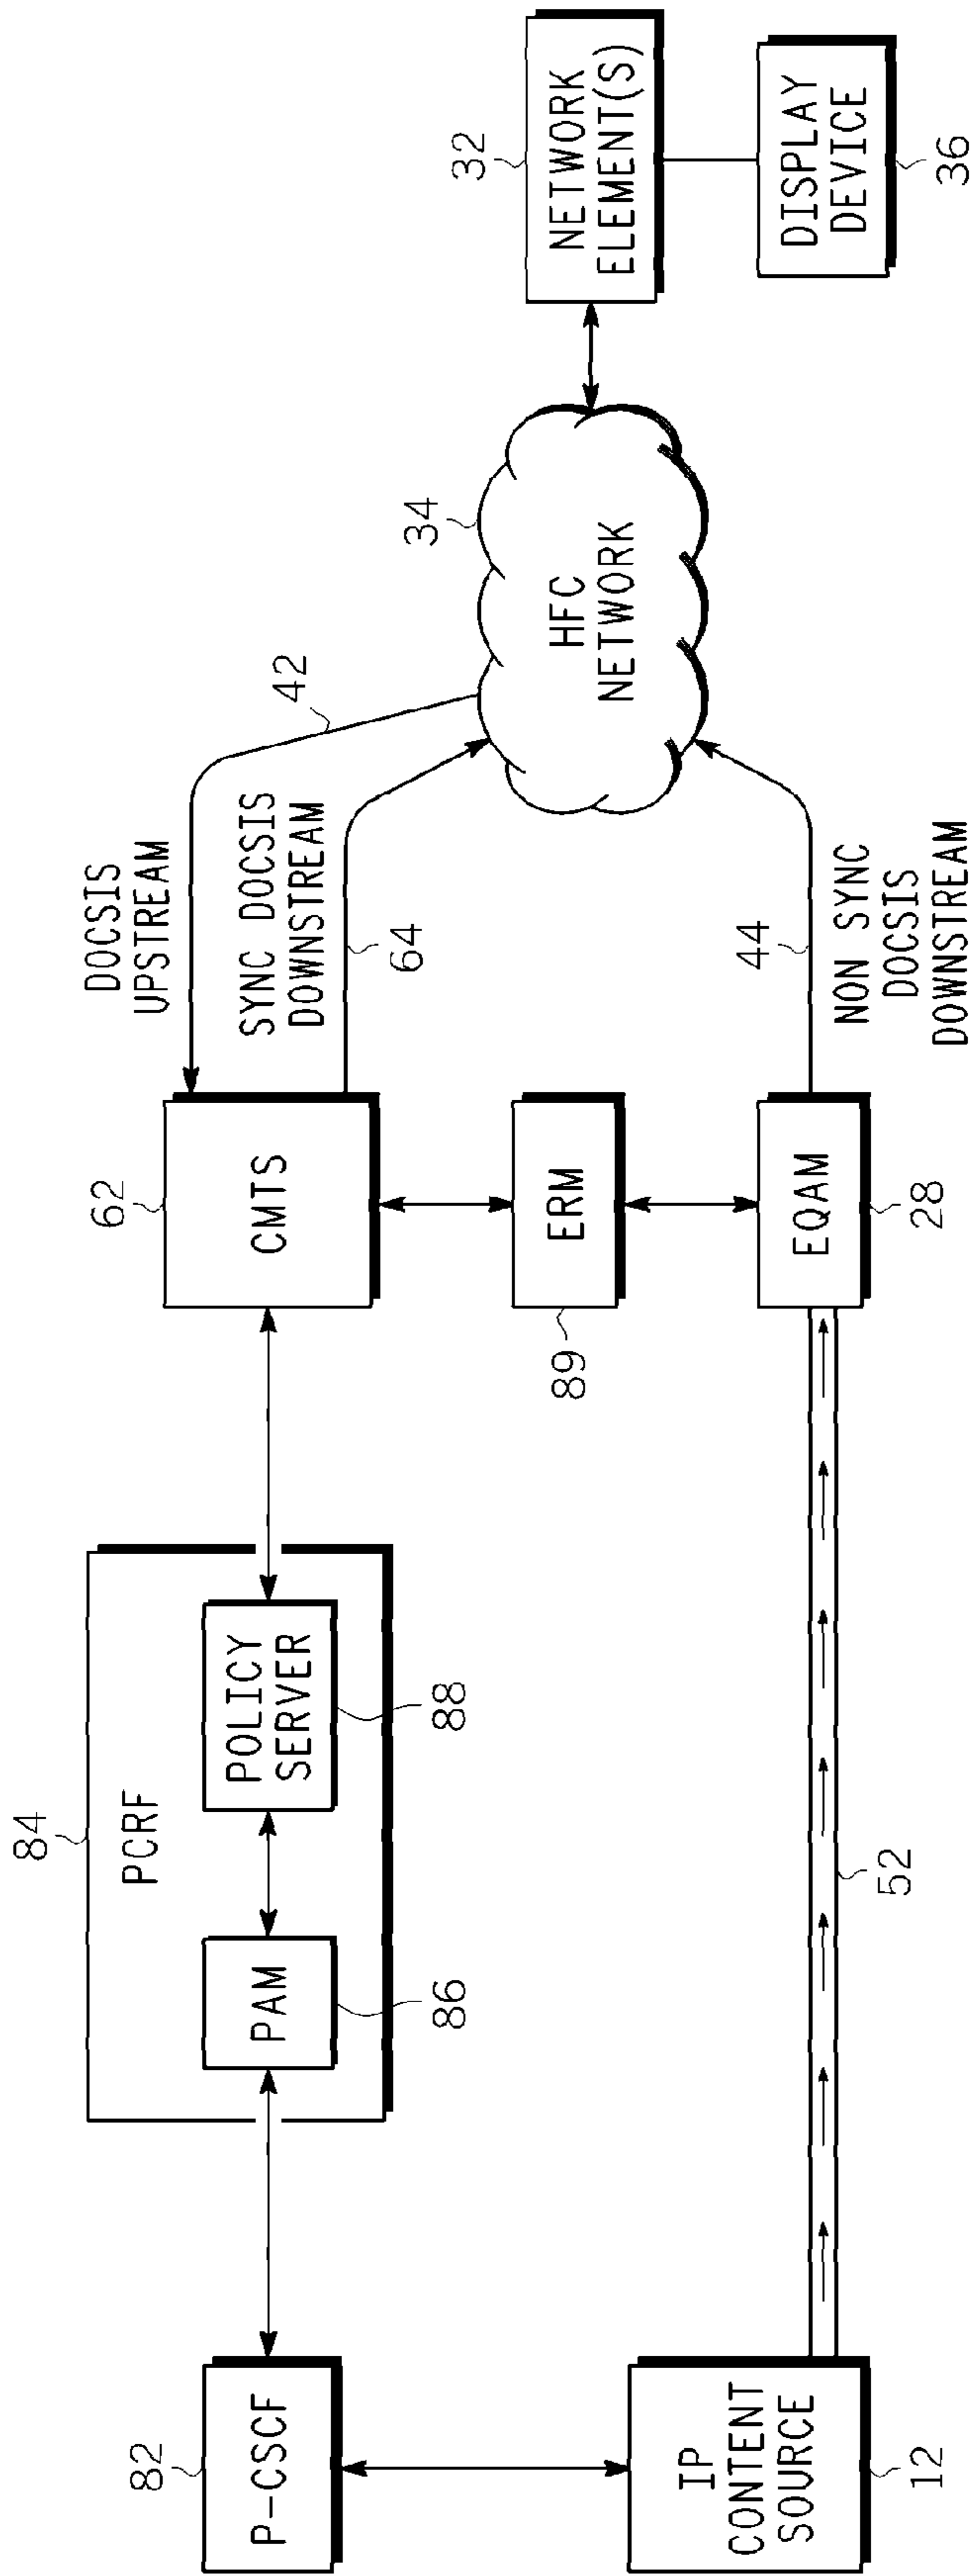 84
PCRF
82
P-CSCF
PAM
86
POLICY
SERVER
88
62
CMTS
DOCSIS
UPSTREAM
42
SYNC DOCSIS
DOWNSTREAM
64
34
HFC
NETWORK
32
NETWORK
ELEMENT(S)
DISPLAY
DEVICE
36
ERM
89
IP
CONTENT
SOURCE
12
52
EQAM
28
44
NON SYNC
DOCSIS
DOWNSTREAM